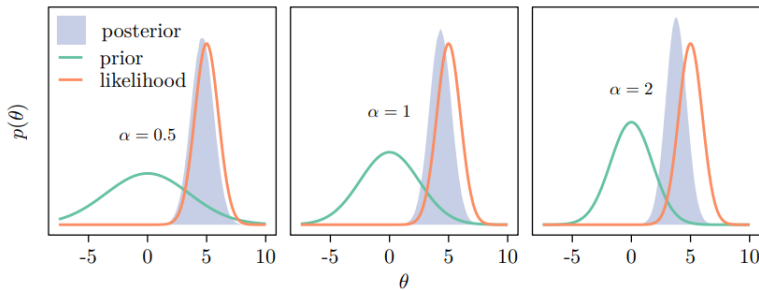 posterior
prior
likelihood
α = 0.5
α = 1
α = 2
p(θ)
-5 0 5 10
-5 0 5 10
-5 0 5 10
θ